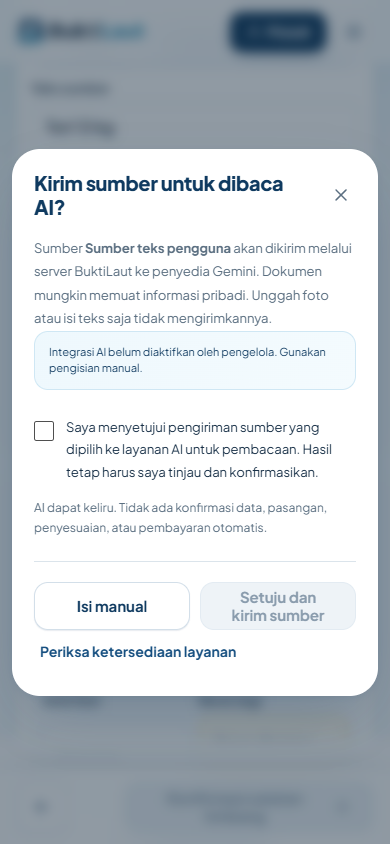 Kirim sumber untuk dibaca
AI?
Sumber Sumber teks pengguna akan dikirim melalui
server BuktiLaut ke penyedia Gemini. Dokumen
mungkin memuat informasi pribadi. Unggah foto
atau isi teks saja tidak mengirimkannya.
Integrasi AI belum diaktifkan oleh pengelola. Gunakan
pengisian manual.
Saya menyetujui pengiriman sumber yang
dipilih ke layanan AI untuk pembacaan. Hasil
tetap harus saya tinjau dan konfirmasikan.
AI dapat keliru. Tidak ada konfirmasi data, pasangan,
penyesuaian, atau pembayaran otomatis.
Isi manual
Setuju dan
kirim sumber
Periksa ketersediaan layanan